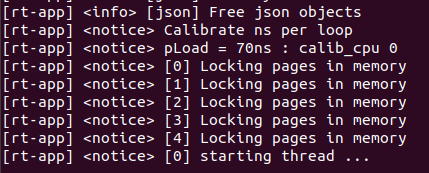 [rt-app] <info> [json] Free json objects
[rt-app] <notice> Calibrate ns per loop
[rt-app] <notice> pLoad = 70ns : calib_cpu 0
[rt-app] <notice> [0] Locking pages in memory
[rt-app] <notice> [1] Locking pages in memory
[rt-app] <notice> [2] Locking pages in memory
[rt-app] <notice> [3] Locking pages in memory
[rt-app] <notice> [4] Locking pages in memory
[rt-app] <notice> [0] starting thread ...